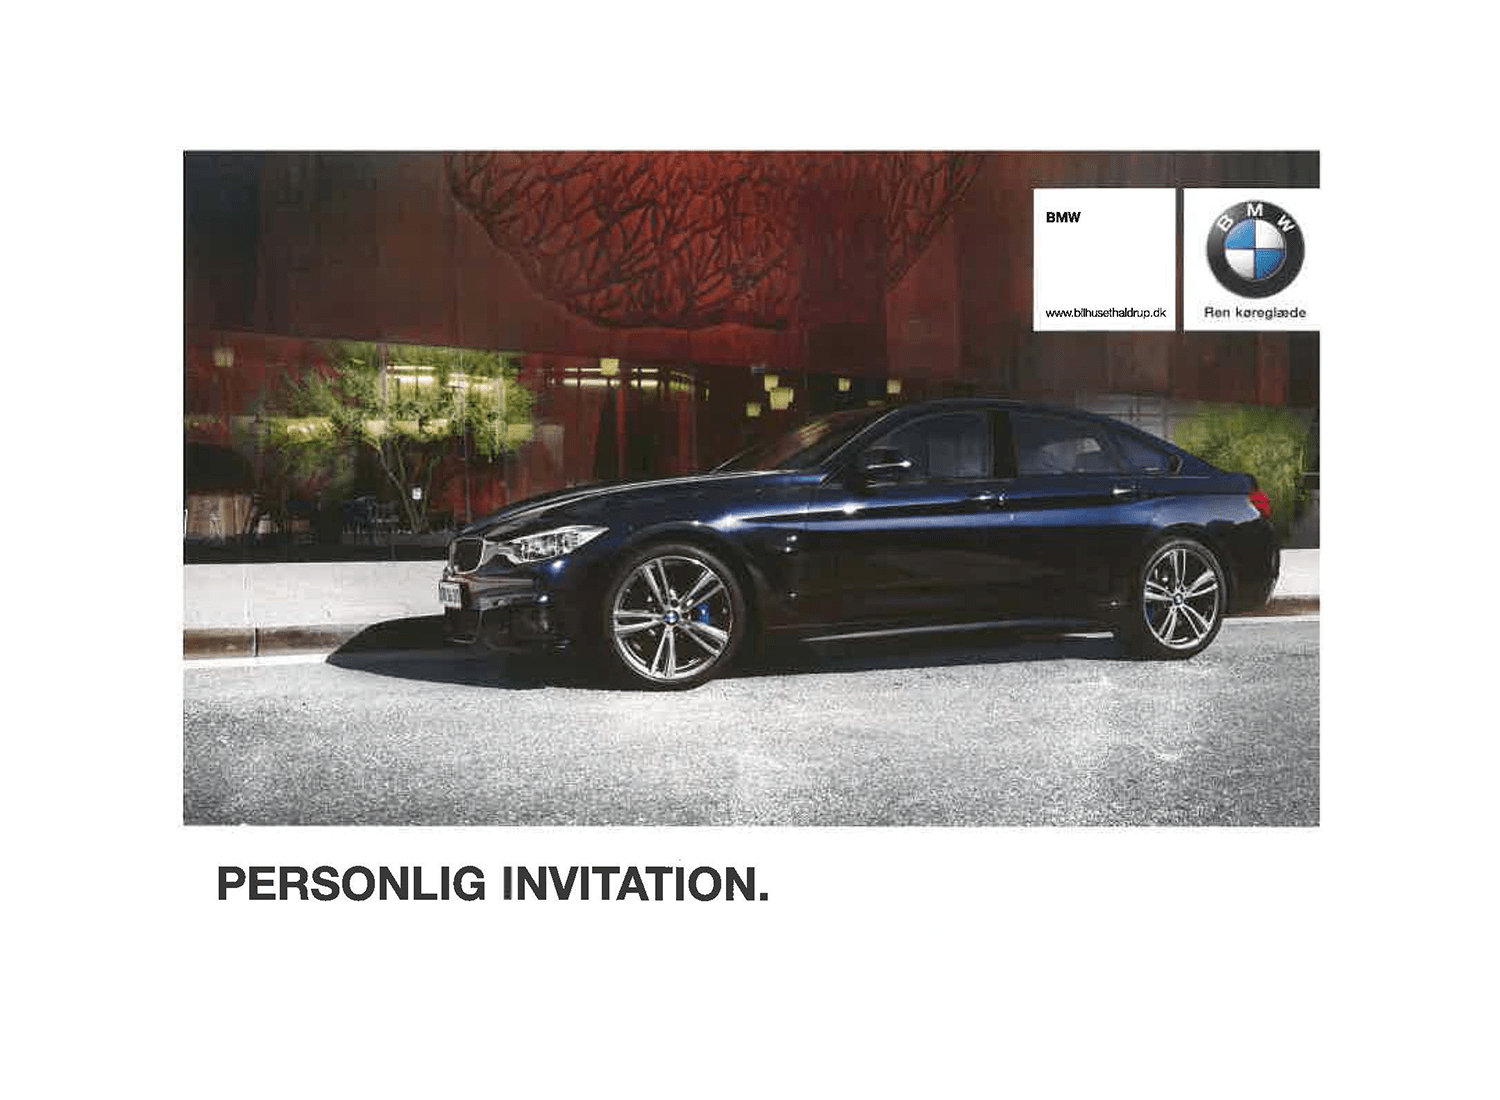 BMW
www.bilhusethaldrup.dk
BMW
Ren køreglæde
PERSONLIG INVITATION.